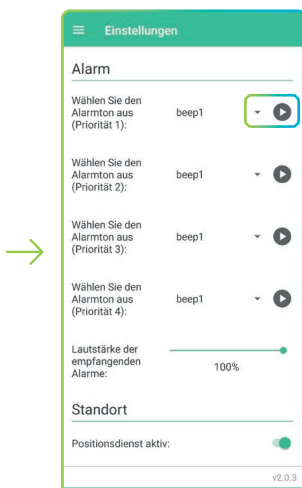 Einstellungen
Alarm
Wählen Sie den
Alarmton aus
(Priorität 1):
beep1
Wählen Sie den
Alarmton aus
(Priorität 2):
beep1
Wählen Sie den
Alarmton aus
(Priorität 3):
beep1
Wählen Sie den
Alarmton aus
(Priorität 4):
beep1
Lautstärke der
empfangenden
Alarme:
100%
Standort
Positionsdienst aktiv:
v2.0.3